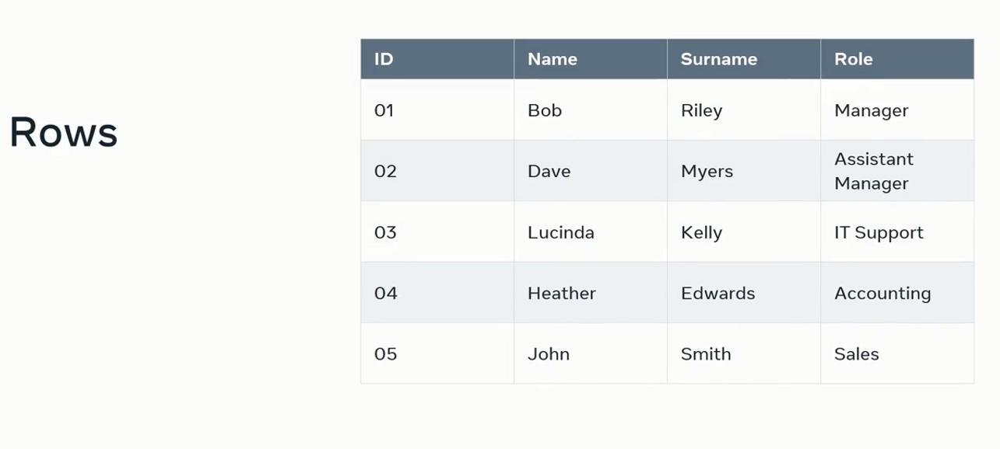 Rows
ID Name Surname Role
01 Bob Riley Manager
02 Dave Myers Assistant
Manager
03 Lucinda Kelly IT Support
04 Heather Edwards Accounting
05 John Smith Sales